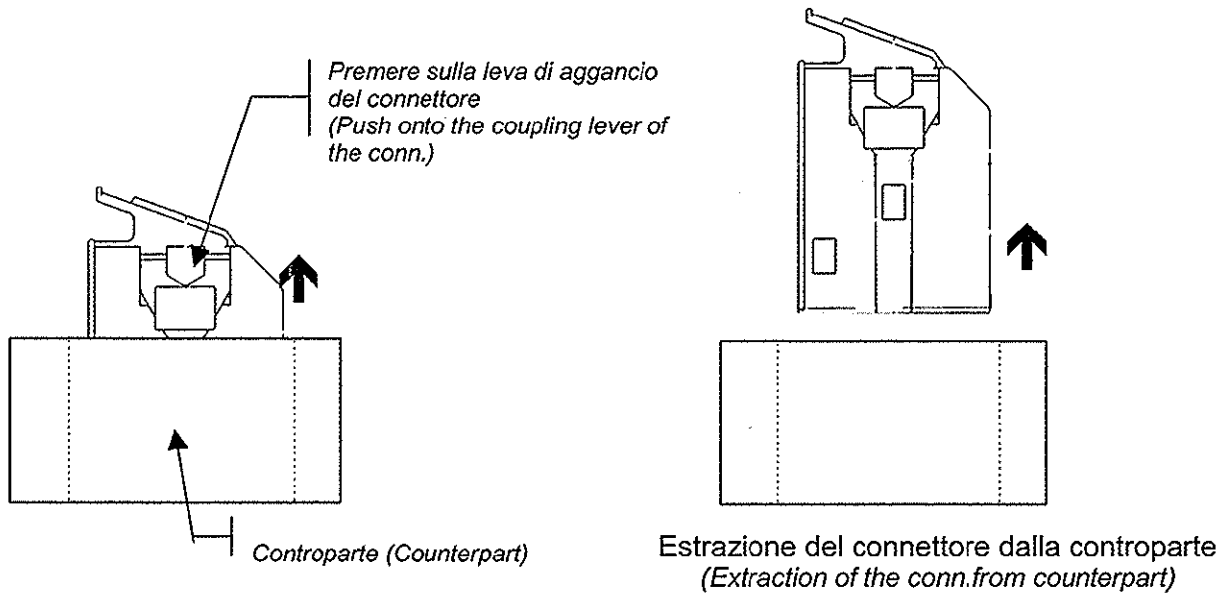 Premere sulla leva di aggancio
del connettore
(Push onto the coupling lever of
the conn.)
Controparte (Counterpart)
Estrazione del connettore dalla controparte
(Extraction of the conn.from counterpart)